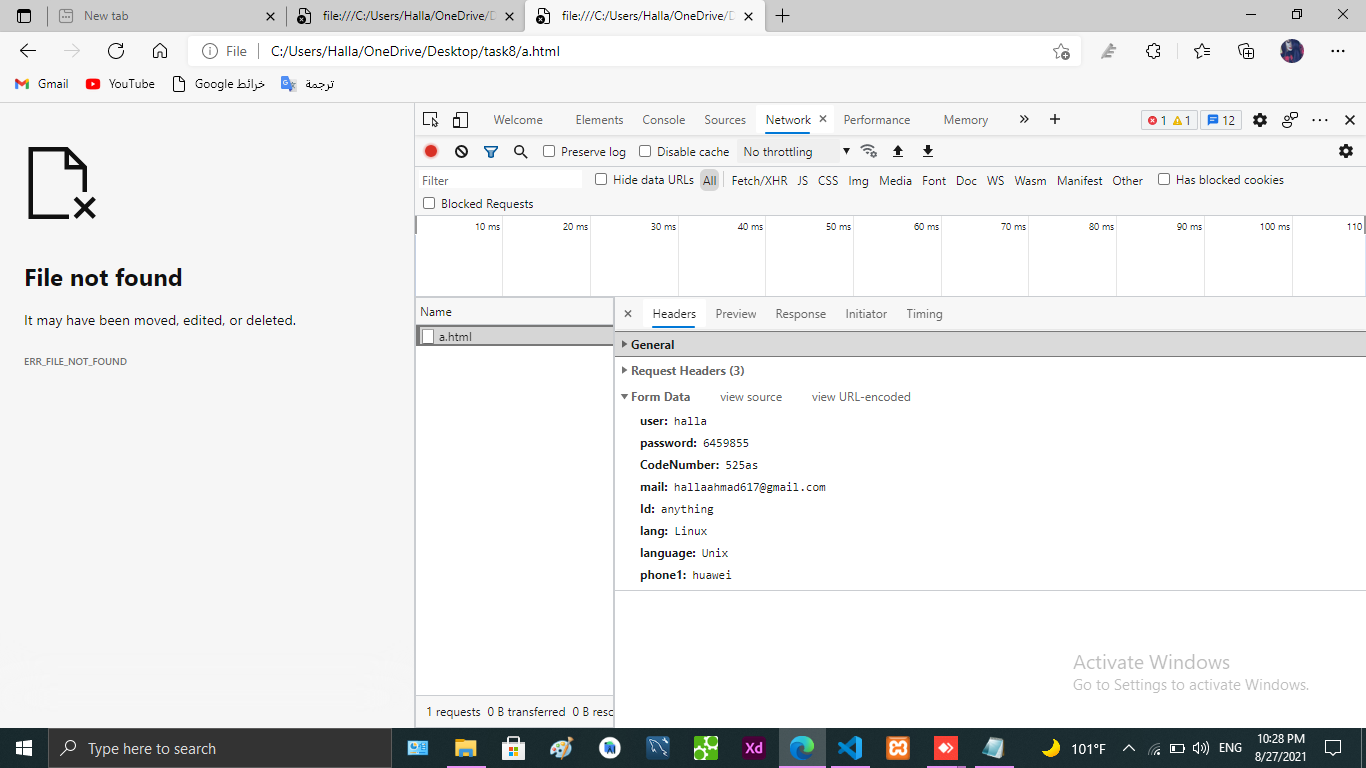 New tab
file:///C:/Users/Halla/OneDrive/D
file:///C:/Users/Halla/OneDrive/D
File
C:/Users/Halla/OneDrive/Desktop/task8/a.html
Gmail
YouTube
خرائط Google
ترجمة
Welcome
Elements
Console
Sources
Network
Performance
Memory
1
1
12
Preserve log
Disable cache
No throttling
Filter
Hide data URLs
All
Fetch/XHR
JS
CSS
Img
Media
Font
Doc
WS
Wasm
Manifest
Other
Has blocked cookies
Blocked Requests
10 ms
20 ms
30 ms
40 ms
50 ms
60 ms
70 ms
80 ms
90 ms
100 ms
110
File not found
It may have been moved, edited, or deleted.
ERR_FILE_NOT_FOUND
Name
a.html
Headers
Preview
Response
Initiator
Timing
General
Request Headers (3)
Form Data
view source
view URL-encoded
user: halla
password: 6459855
CodeNumber: 525as
mail: hallaahmad617@gmail.com
Id: anything
lang: Linux
language: Unix
phone1: huawei
Activate Windows
Go to Settings to activate Windows.
1 requests
0 B transferred
0 B resc
Type here to search
Xd
101°F
ENG
10:28 PM
8/27/2021